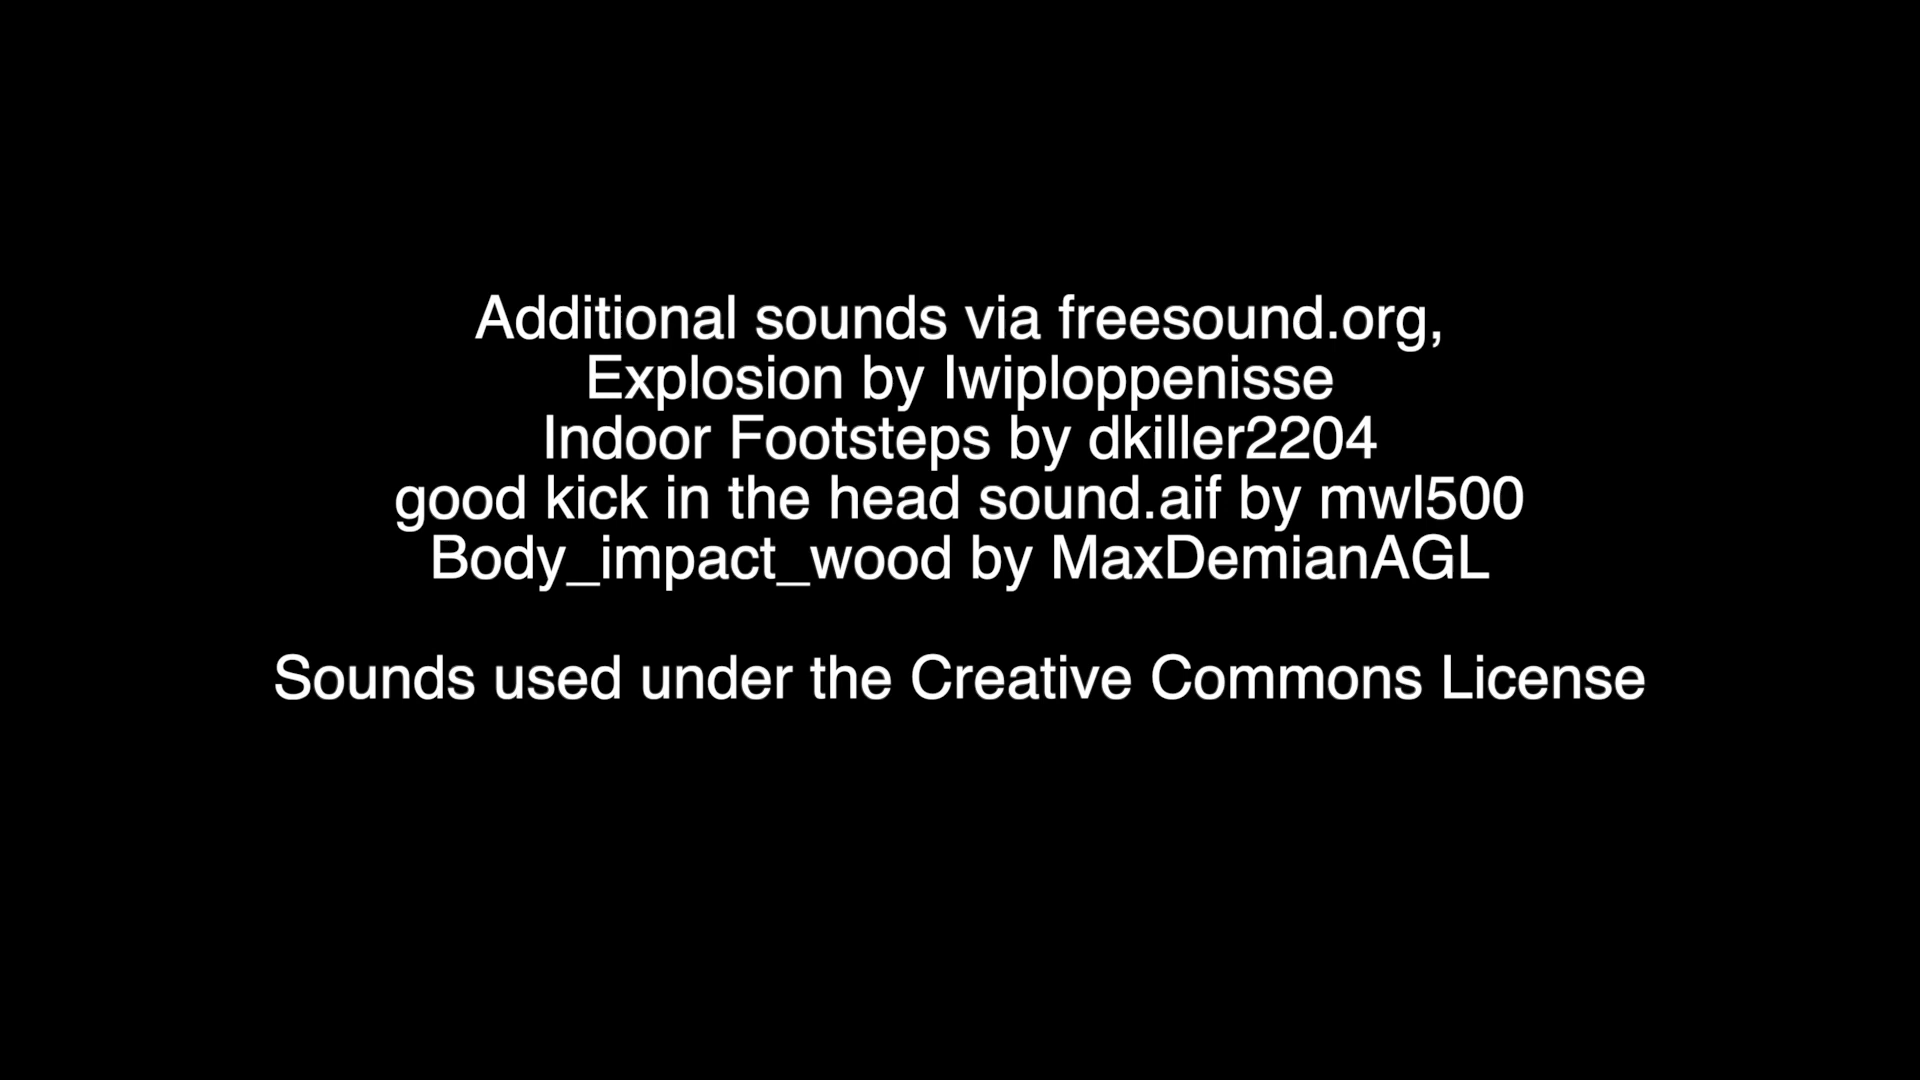 Additional sounds via freesound.org,
Explosion by Iwiploppenisse
Indoor Footsteps by dkiller2204
good kick in the head sound.aif by mwl500
Body_impact_wood by MaxDemianAGL
Sounds used under the Creative Commons License